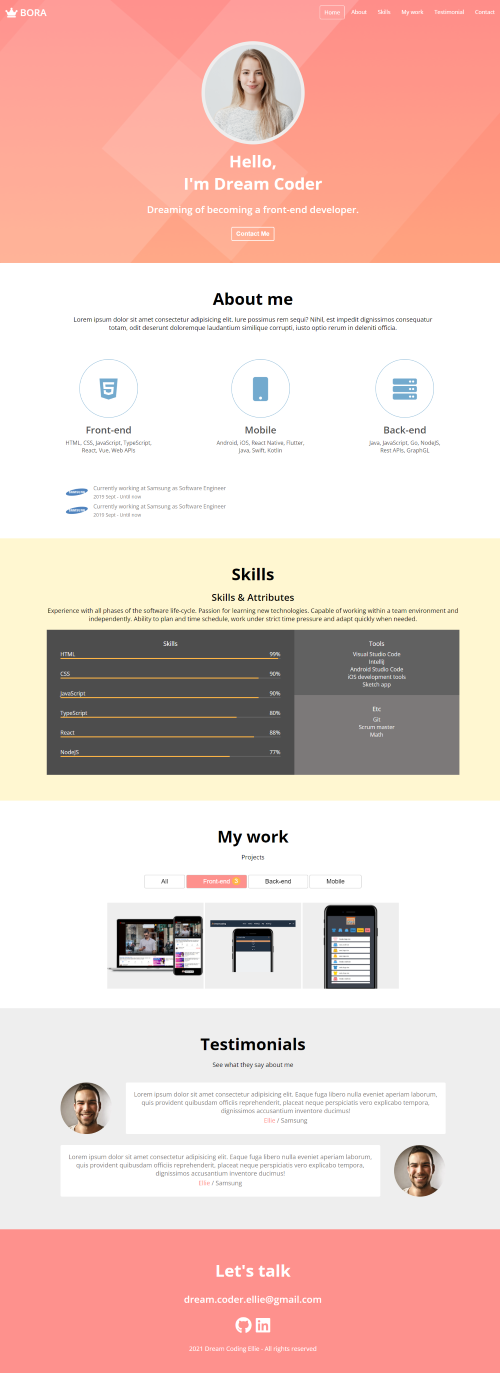 BORA
Home About Skills My work Testimonial Contact
Hello,
I'm Dream Coder
Dreaming of becoming a front-end developer.
Contact Me
About me
Lorem ipsum dolor sit amet consectetur adipisicing elit. Iure possimus rem sequi? Nihil, est impedit dignissimos consequatur
totam, odit deserunt doloremque laudantium similique corrupti, iusto optio rerum in deleniti officia.
Front-end
HTML, CSS, JavaScript, TypeScript,
React, Vue, Web APIs
Mobile
Android, iOS, React Native, Flutter,
Java, Swift, Kotlin
Back-end
Java, JavaScript, Go, NodeJS,
Rest APIs, GraphGL
SAMSUNG
Currently working at Samsung as Software Engineer
2019 Sept - Until now
SAMSUNG
Currently working at Samsung as Software Engineer
2019 Sept - Until now
Skills
Skills & Attributes
Experience with all phases of the software life-cycle. Passion for learning new technologies. Capable of working within a team environment and
independently. Ability to plan and time schedule, work under strict time pressure and adapt quickly when needed.
Skills
HTML 99%
CSS 90%
JavaScript 90%
TypeScript 80%
React 88%
NodeJS 77%
Tools
Visual Studio Code
Intellij
Android Studio Code
iOS development tools
Sketch app
Etc
Git
Scrum master
Math
My work
Projects
All
Front-end
Back-end
Mobile
Testimonials
See what they say about me
Lorem ipsum dolor sit amet consectetur adipisicing elit. Eaque fuga libero nulla eveniet aperiam laborum,
quis provident quibusdam officiis reprehenderit, placeat neque perspiciatis vero explicabo tempora,
dignissimos accusantium inventore ducimus!
Ellie / Samsung
Lorem ipsum dolor sit amet consectetur adipisicing elit. Eaque fuga libero nulla eveniet aperiam laborum,
quis provident quibusdam officiis reprehenderit, placeat neque perspiciatis vero explicabo tempora,
dignissimos accusantium inventore ducimus!
Ellie / Samsung
Let's talk
dream.coder.ellie@gmail.com
2021 Dream Coding Ellie - All rights reserved